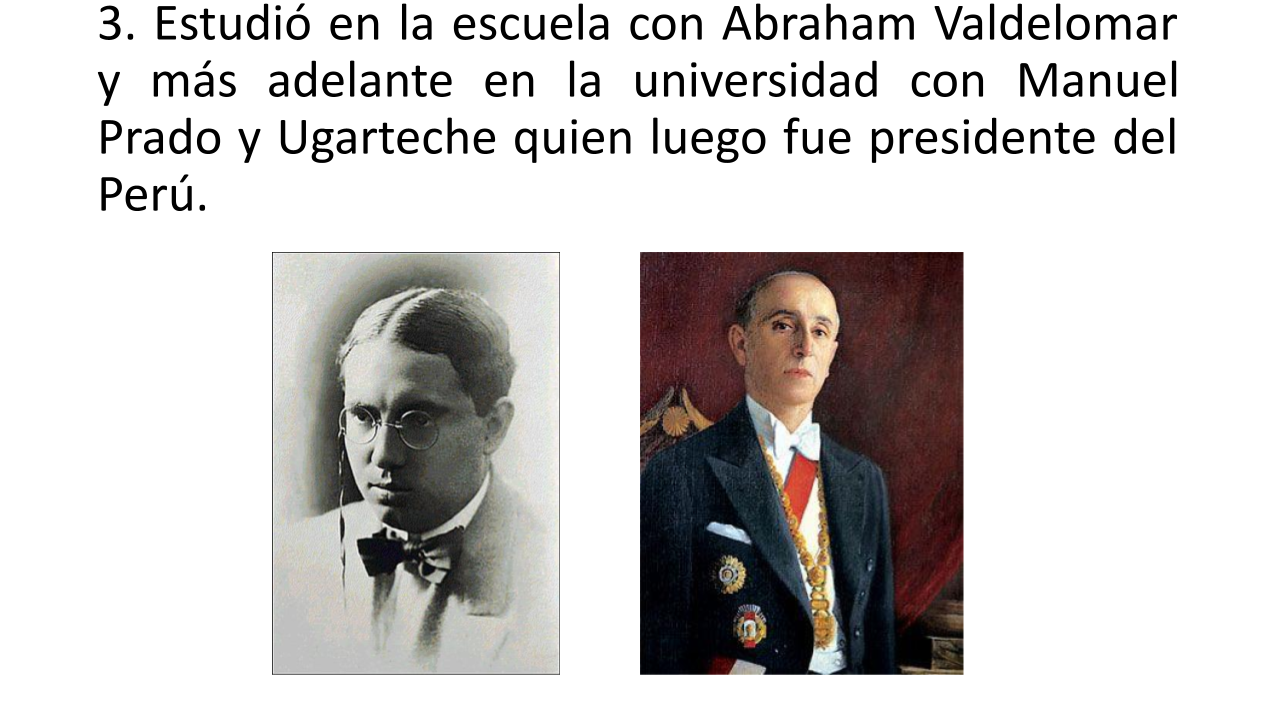 3. Estudió en la escuela con Abraham Valdelomar
y más adelante en la universidad con Manuel
Prado y Ugarteche quien luego fue presidente del
Perú.